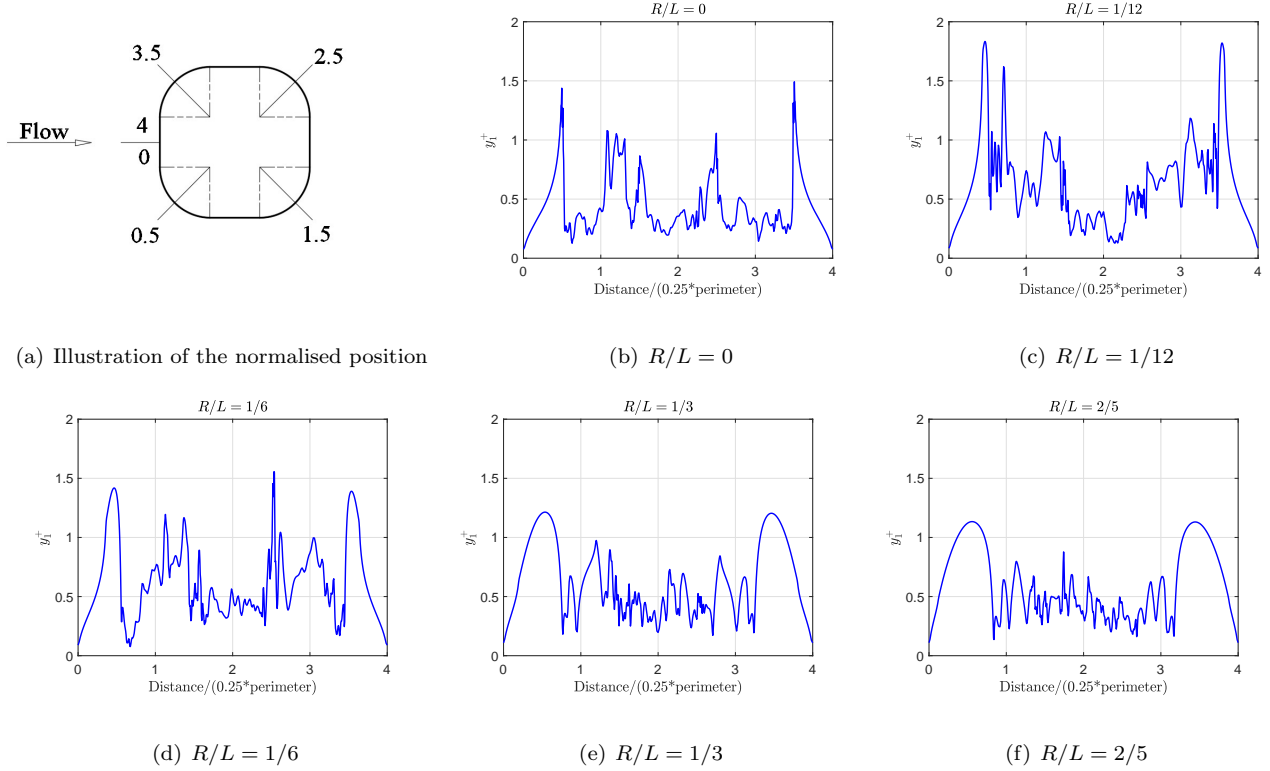 3.5
2.5
4
Flow
0
0.5
1.5
(a) Illustration of the normalised position
R/L = 0
2
1.5
1
0.5
0
y₁⁺
0 1 2 3 4
Distance/(0.25*perimeter)
(b) R/L = 0
R/L = 1/12
2
1.5
1
0.5
0
y₁⁺
0 1 2 3 4
Distance/(0.25*perimeter)
(c) R/L = 1/12
R/L = 1/6
2
1.5
1
0.5
0
y₁⁺
0 1 2 3 4
Distance/(0.25*perimeter)
(d) R/L = 1/6
R/L = 1/3
2
1.5
1
0.5
0
y₁⁺
0 1 2 3 4
Distance/(0.25*perimeter)
(e) R/L = 1/3
R/L = 2/5
2
1.5
1
0.5
0
y₁⁺
0 1 2 3 4
Distance/(0.25*perimeter)
(f) R/L = 2/5